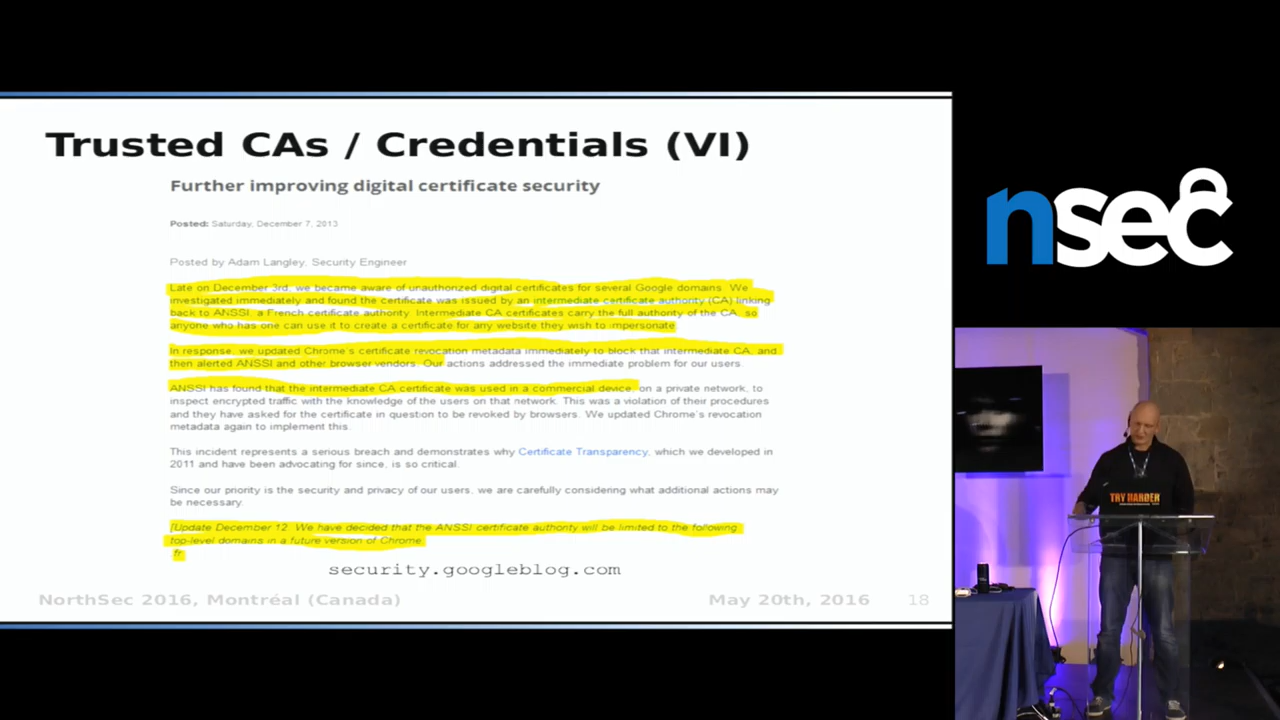 Trusted CAs / Credentials (VI)
Further improving digital certificate security
Posted: Saturday, December 7, 2013
Posted by Adam Langley, Security Engineer
Late on December 3rd, we became aware of unauthorized digital certificates for several Google domains. We
investigated immediately and found the certificate was issued by an intermediate certificate authority (CA) linking
back to ANSSI, a French certificate authority. Intermediate CA certificates carry the full authority of the CA, so
anyone who has one can use it to create a certificate for any website they wish to impersonate.
In response, we updated Chrome's certificate revocation metadata immediately to block that intermediate CA, and
then alerted ANSSI and other browser vendors. Our actions addressed the immediate problem for our users.
ANSSI has found that the intermediate CA certificate was used in a commercial device on a private network, to
inspect encrypted traffic with the knowledge of the users on that network. This was a violation of their procedures
and they have asked for the certificate in question to be revoked by browsers. We updated Chrome's revocation
metadata again to implement this.
This incident represents a serious breach and demonstrates why Certificate Transparency, which we developed in
2011 and have been advocating for since, is so critical.
Since our priority is the security and privacy of our users, we are carefully considering what additional actions may
be necessary.
[Update December 12: We have decided that the ANSSI certificate authority will be limited to the following
top-level domains in a future version of Chrome:
.fr
security.googleblog.com
NorthSec 2016, Montréal (Canada)
May 20th, 2016
18
nsec
TRY HARDER